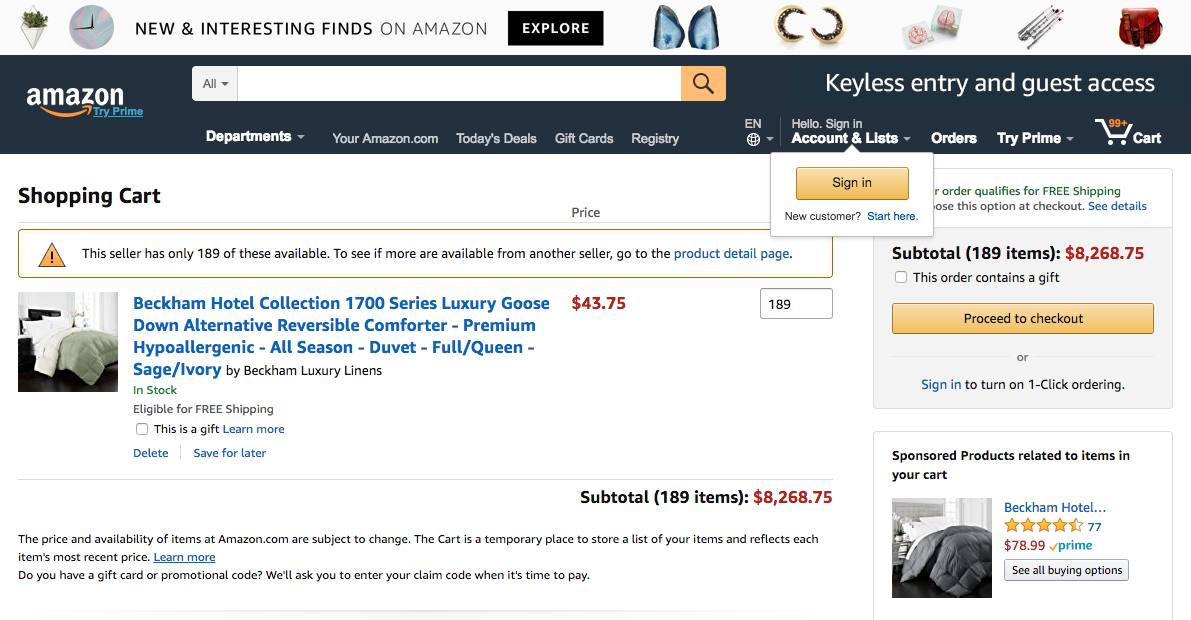 NEW & INTERESTING FINDS ON AMAZON EXPLORE
All
Keyless entry and guest access
amazon
Try Prime
Departments Your Amazon.com Today's Deals Gift Cards Registry
EN
Hello. Sign in
Account & Lists
Orders
Try Prime
99+
Cart
Sign in
New customer? Start here.
Shopping Cart
Price
This seller has only 189 of these available. To see if more are available from another seller, go to the product detail page.
Beckham Hotel Collection 1700 Series Luxury Goose
Down Alternative Reversible Comforter - Premium
Hypoallergenic - All Season - Duvet - Full/Queen -
Sage/Ivory by Beckham Luxury Linens
$43.75
189
In Stock
Eligible for FREE Shipping
This is a gift Learn more
Delete Save for later
Subtotal (189 items): $8,268.75
The price and availability of items at Amazon.com are subject to change. The Cart is a temporary place to store a list of your items and reflects each
item's most recent price. Learn more
Do you have a gift card or promotional code? We'll ask you to enter your claim code when it's time to pay.
r order qualifies for FREE Shipping
ose this option at checkout. See details
Subtotal (189 items): $8,268.75
This order contains a gift
Proceed to checkout
or
Sign in to turn on 1-Click ordering.
Sponsored Products related to items in
your cart
Beckham Hotel...
77
$78.99 prime
See all buying options